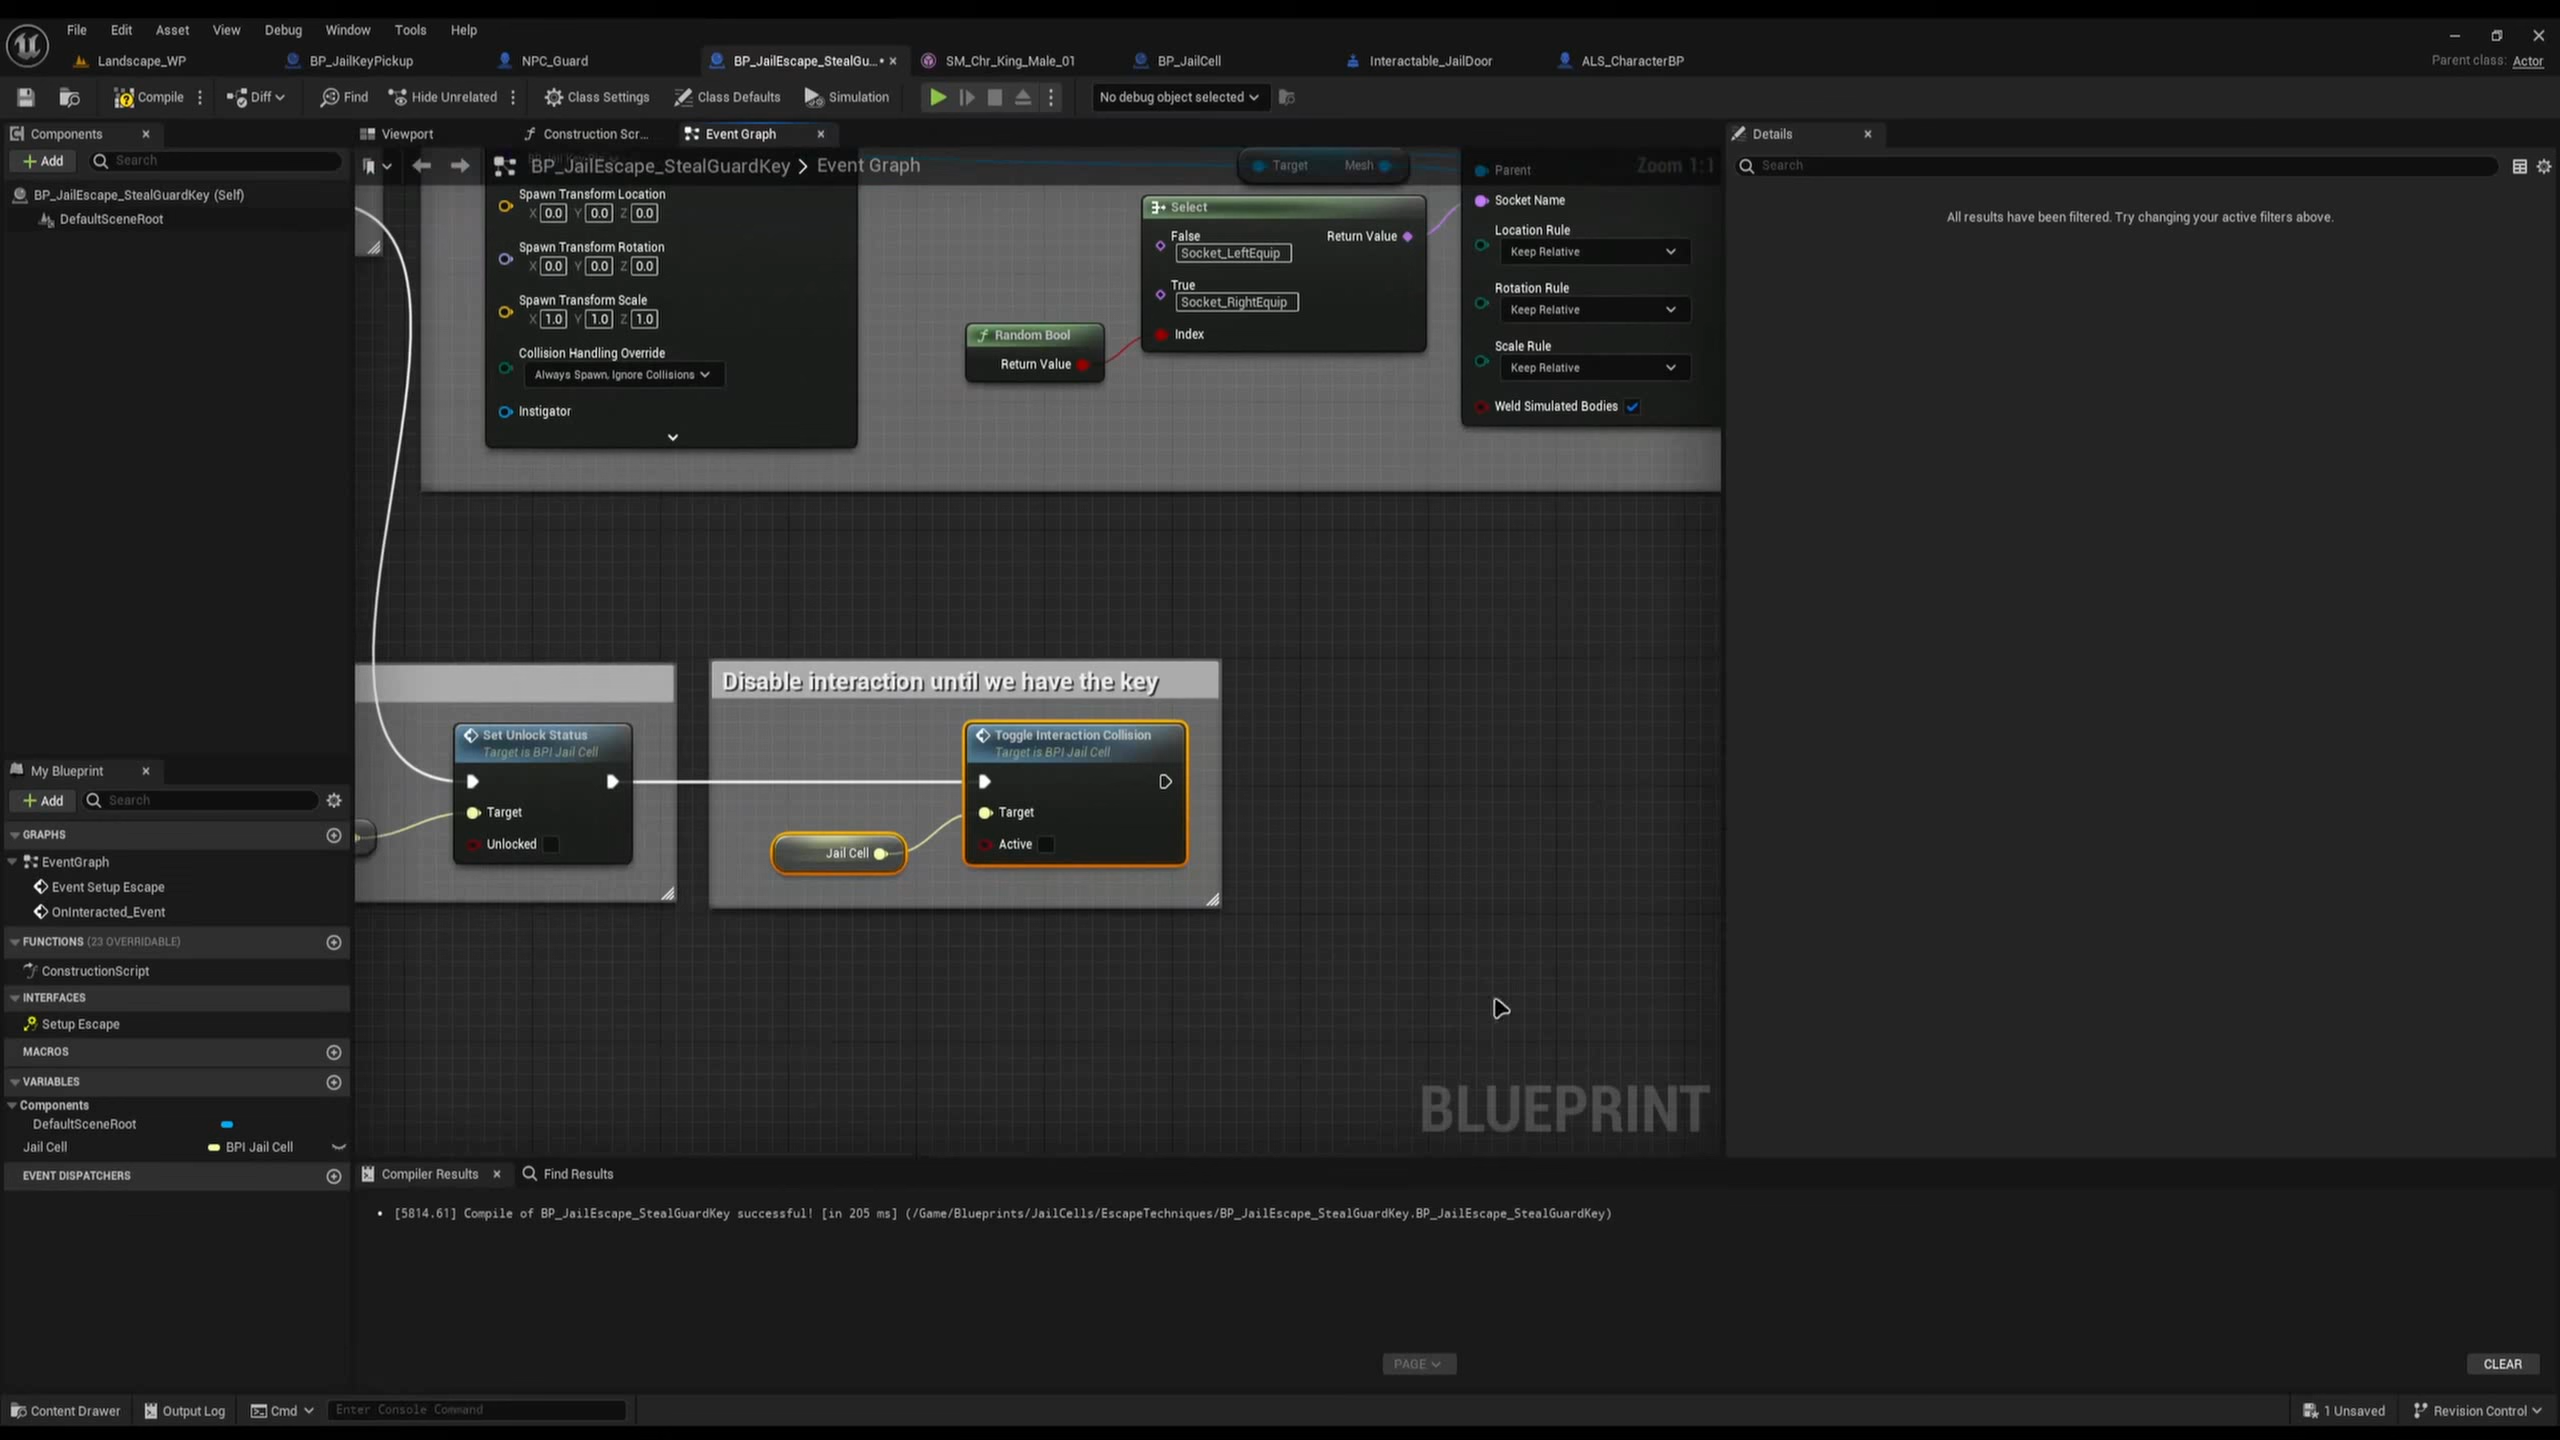 File Edit Asset View Debug Window Tools Help
Landscape_WP BP_JailKeyPickup NPC_Guard BP_JailEscape_StealGu...• SM_Chr_King_Male_01 BP_JailCell Interactable_JailDoor ALS_CharacterBP Parent class: Actor
Compile Diff Find Hide Unrelated Class Settings Class Defaults Simulation No debug object selected
Components Viewport Construction Scr... Event Graph Details
Add Search BP_JailEscape_StealGuardKey > Event Graph Zoom 1:1 Search
BP_JailEscape_StealGuardKey (Self)
DefaultSceneRoot
All results have been filtered. Try changing your active filters above.
Spawn Transform Location
X 0.0 Y 0.0 Z 0.0
Spawn Transform Rotation
X 0.0 Y 0.0 Z 0.0
Spawn Transform Scale
X 1.0 Y 1.0 Z 1.0
Collision Handling Override
Always Spawn, Ignore Collisions
Instigator
Random Bool
Return Value
Target Mesh
Select
False Return Value
Socket_LeftEquip
True
Socket_RightEquip
Index
Parent
Socket Name
Location Rule
Keep Relative
Rotation Rule
Keep Relative
Scale Rule
Keep Relative
Weld Simulated Bodies
Set Unlock Status
Target is BPI Jail Cell
Target
Unlocked
Disable interaction until we have the key
Toggle Interaction Collision
Target is BPI Jail Cell
Target
Jail Cell
Active
BLUEPRINT
My Blueprint
Add Search
GRAPHS
EventGraph
Event Setup Escape
OnInteracted_Event
FUNCTIONS (23 OVERRIDABLE)
ConstructionScript
INTERFACES
Setup Escape
MACROS
VARIABLES
Components
DefaultSceneRoot
Jail Cell BPI Jail Cell
EVENT DISPATCHERS
Compiler Results Find Results
• [5814.61] Compile of BP_JailEscape_StealGuardKey successful! [in 205 ms] (/Game/Blueprints/JailCells/EscapeTechniques/BP_JailEscape_StealGuardKey.BP_JailEscape_StealGuardKey)
PAGE CLEAR
Content Drawer Output Log Cmd Enter Console Command 1 Unsaved Revision Control